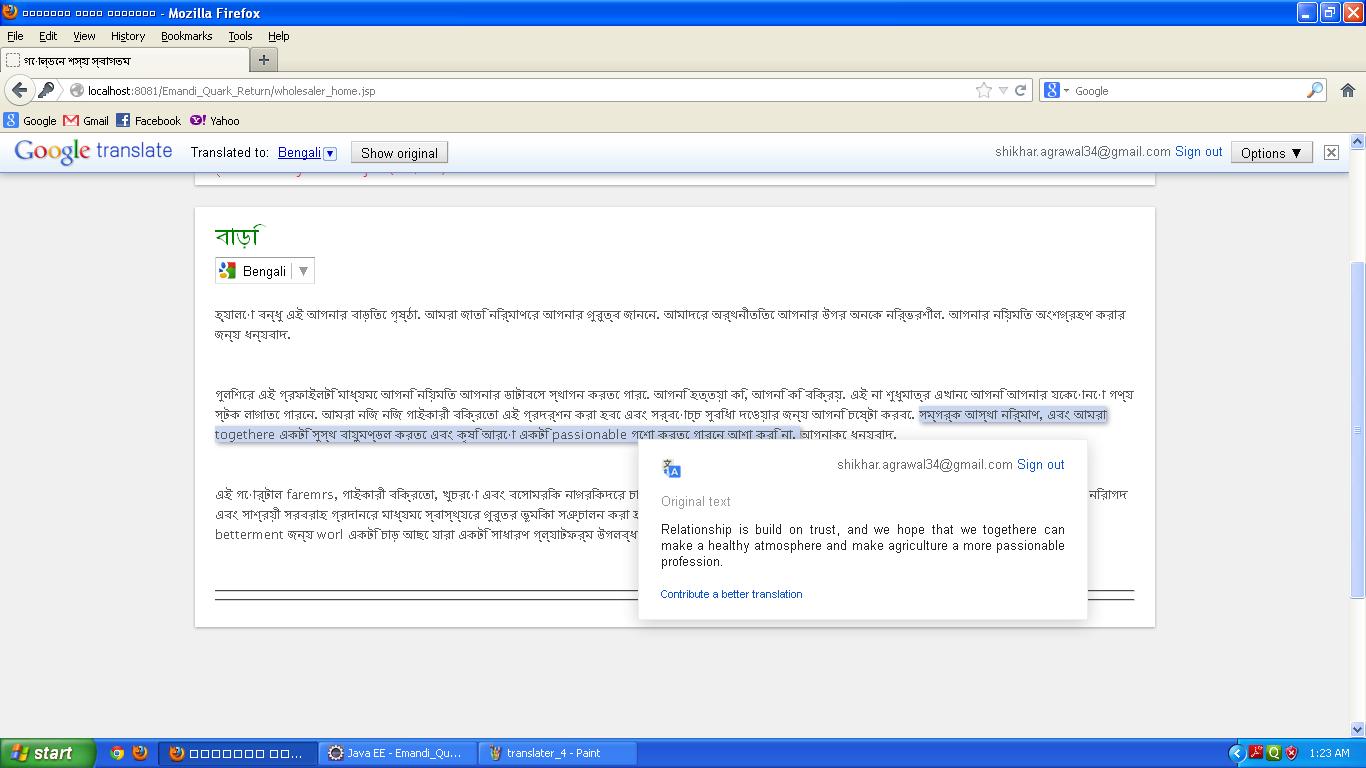 - Mozilla Firefox
File Edit View History Bookmarks Tools Help
গোল্ডেন শস্য স্বাগতম
localhost:8081/Emandi_Quark_Return/wholesaler_home.jsp
Google
Google Gmail Facebook Yahoo
Google translate Translated to: Bengali Show original shikhar.agrawal34@gmail.com Sign out Options ▼
বাড়ি
Bengali
হ্যালো বন্ধু এই আপনার বাড়িতে পৃষ্ঠা. আমরা জাতি নির্মাণের আপনার গুরুত্ব জানেন. আমাদের অর্থনীতিতে আপনার উপর অনেক নির্ভরশীল. আপনার নিয়মিত অংশগ্রহণ করার
জন্য ধন্যবাদ.
এই প্রফাইলটি মাধ্যমে আপনি নিয়মিত আপনার ডাটাবেসে স্থাপন করতে পারে. আপনি কি বিক্রয়. এই না শুধুমাত্র এখানে আপনি আপনার যেকোনো পণ্য
স্টক লাগাতে পারেন. আমরা নিজ নিজ পাইকারী বিক্রেতা এই প্রদর্শন করা হবে এবং সর্বোচ্চ সুবিধা দেওয়ার জন্য আপনি চেষ্টা করবে. সম্পর্ক আস্থা নির্মাণ, এবং আমরা
togethere একটি সুস্থ বায়ুমণ্ডল করতে এবং কৃষি আরো একটি passionable পেশা করতে পারেন আশা করি না. আপনাকে ধন্যবাদ.
এই পোর্টাল faremrs, পাইকারী বিক্রেতা, খুচরো এবং বেসামরিক নাগরিকদের নিরাপদ
এবং সাশ্রয়ী সরবরাহ প্রদানের মাধ্যমে স্বাস্থ্যের গুরুতর ভূমিকা সঞ্চালন করা
betterment জন্য worl একটি চাড় আছে যারা একটি সাধারণ প্ল্যাটফর্ম
shikhar.agrawal34@gmail.com Sign out
Original text
Relationship is build on trust, and we hope that we togethere can
make a healthy atmosphere and make agriculture a more passionable
profession.
Contribute a better translation
start Java EE - Emandi_Qu... translater_4 - Paint 1:23 AM